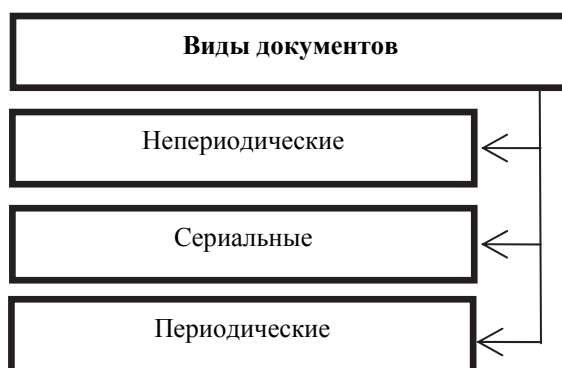 Виды документов
Непериодические
Сериальные
Периодические